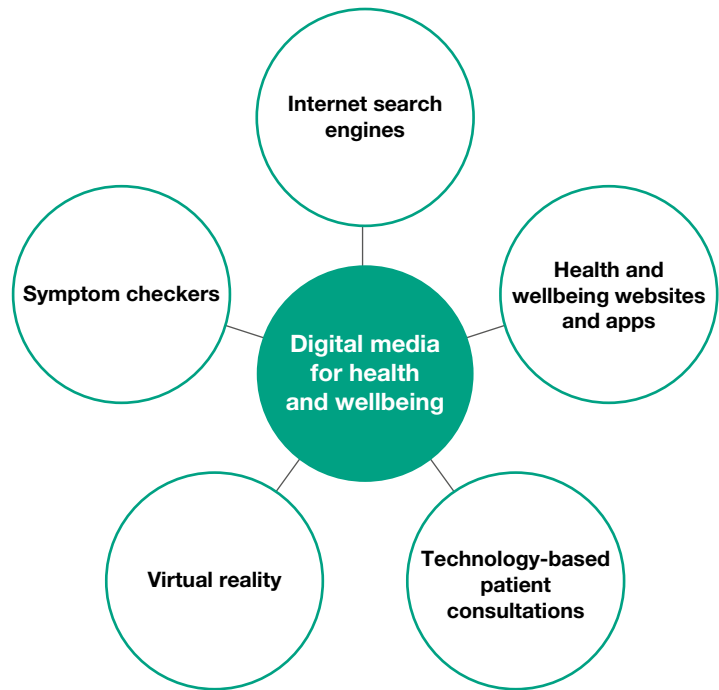 Internet search
engines
Health and
wellbeing websites
and apps
Symptom checkers
Digital media
for health
and wellbeing
Virtual reality
Technology-based
patient
consultations